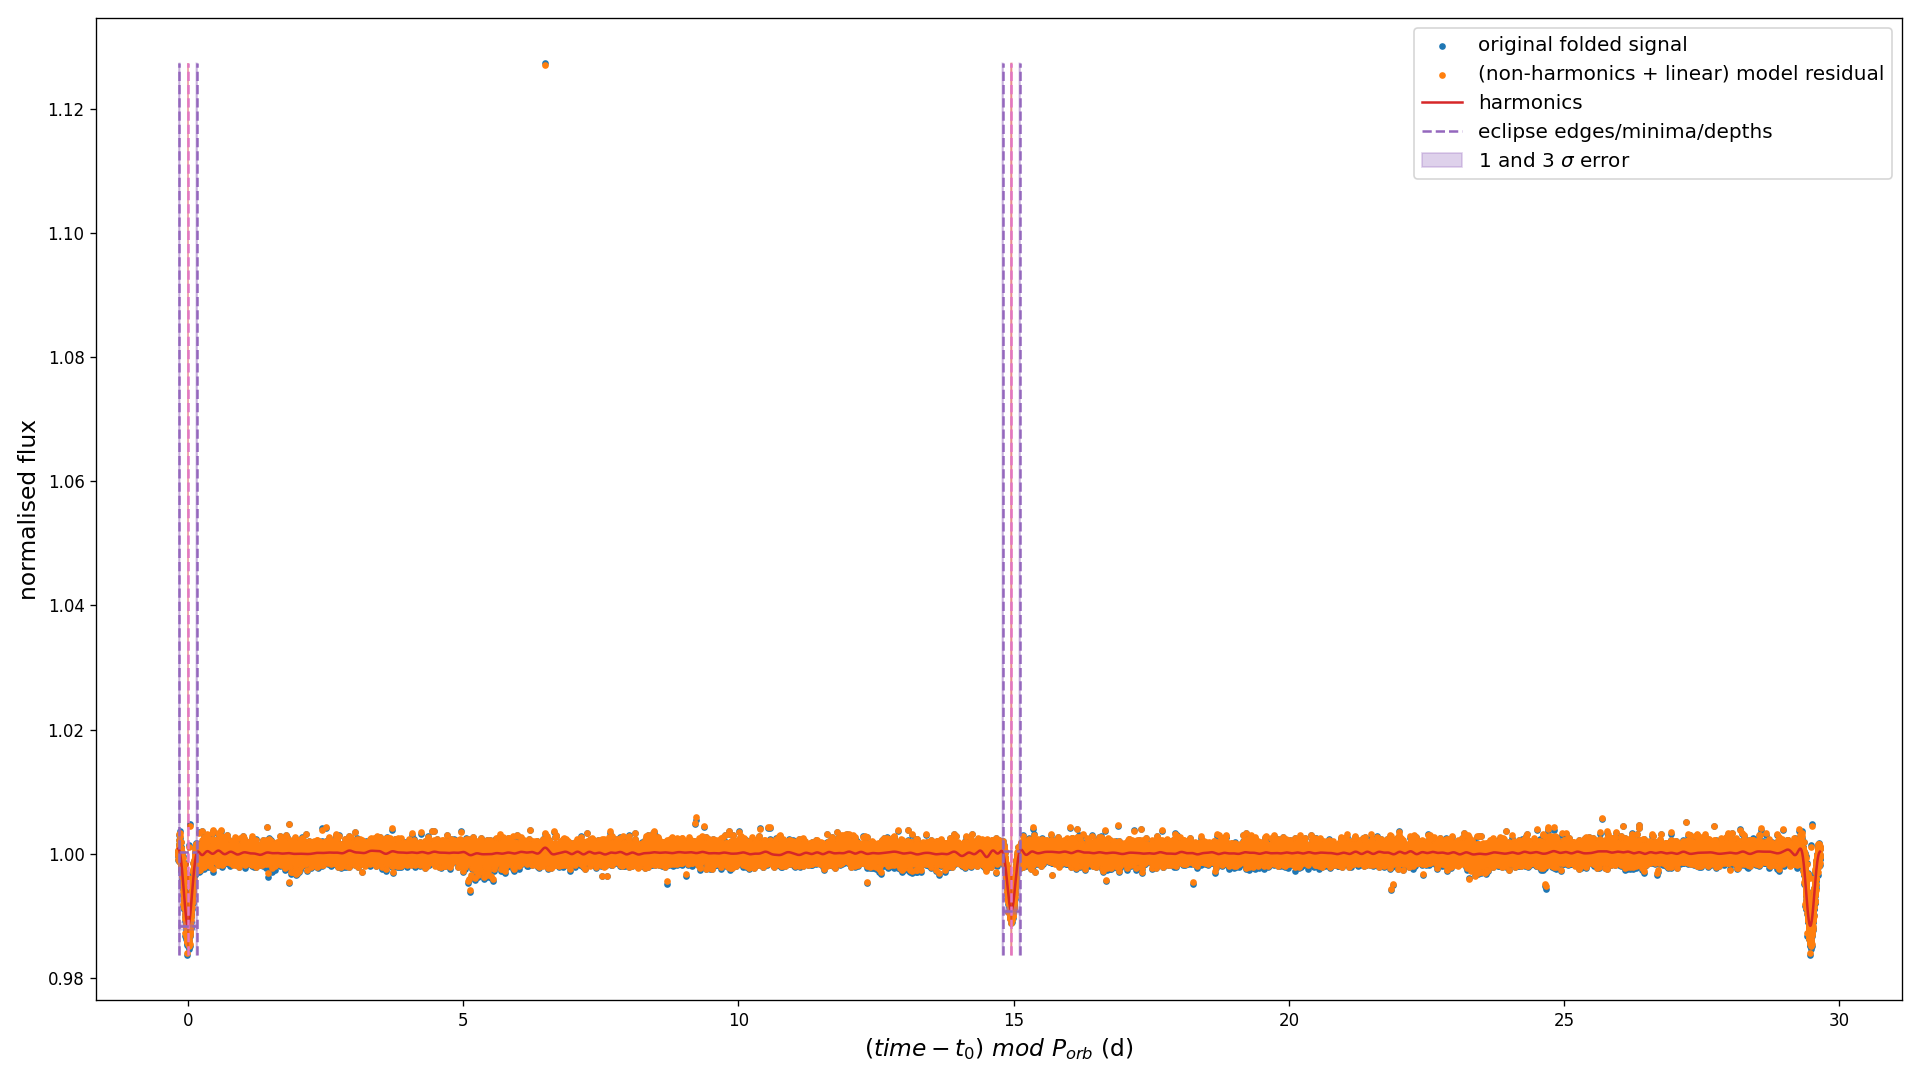 original folded signal
(non-harmonics + linear) model residual
harmonics
eclipse edges/minima/depths
1 and 3 σ error
normalised flux
1.12
1.10
1.08
1.06
1.04
1.02
1.00
0.98
0 5 10 15 20 25 30
(time − t₀) mod P_orb (d)